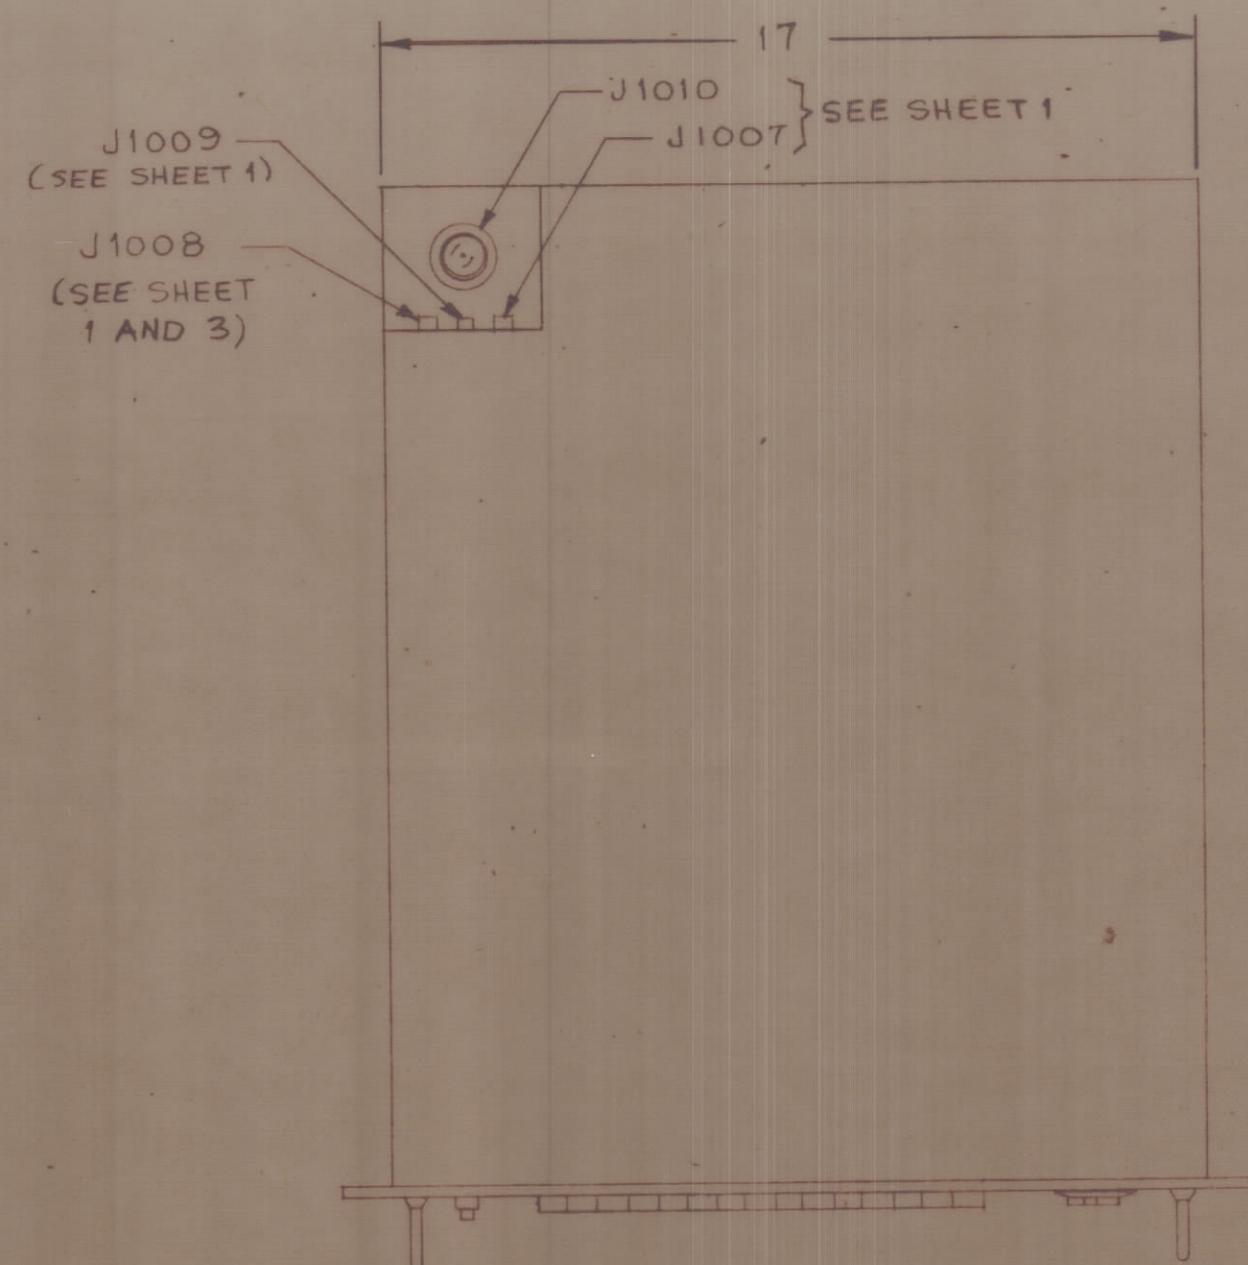 17
J1010
J1007
SEE SHEET 1
J1009
(SEE SHEET 1)
J1008
(SEE SHEET
1 AND 3)